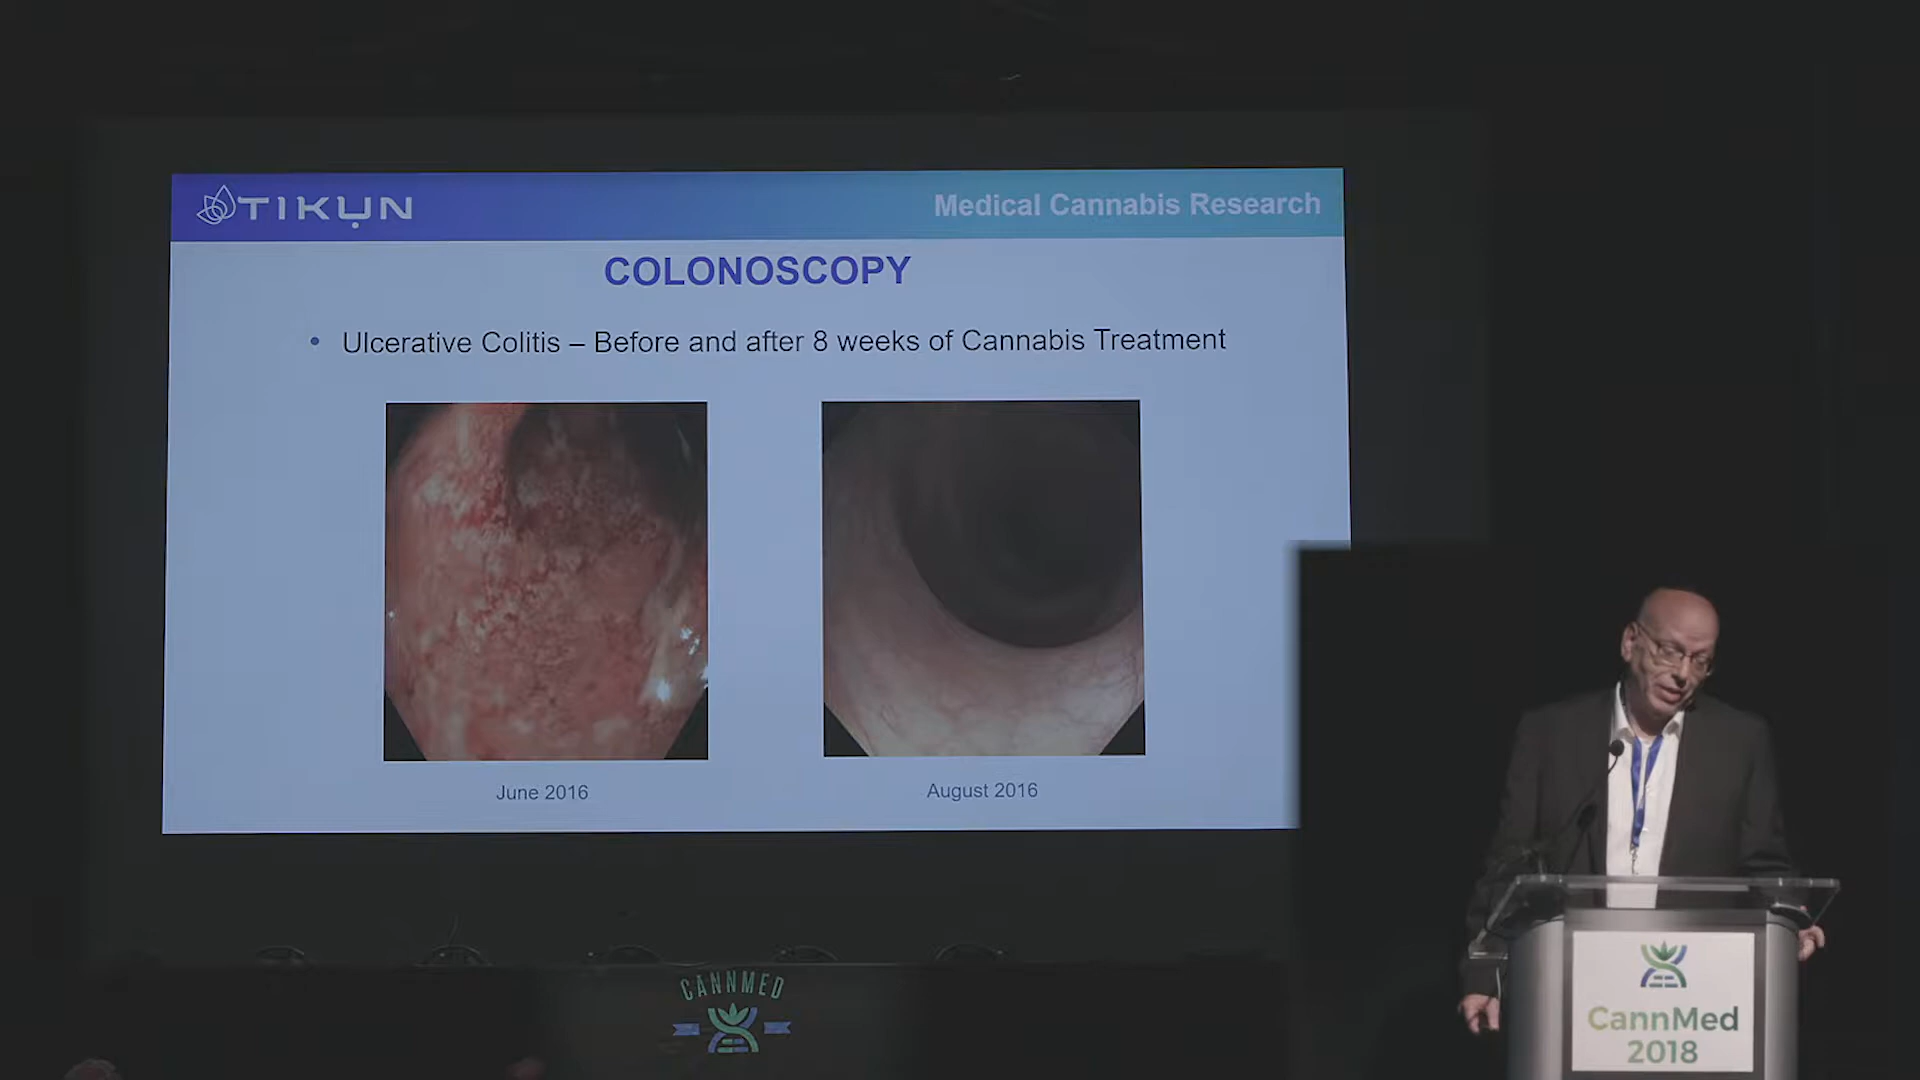 TIKUN
Medical Cannabis Research
COLONOSCOPY
• Ulcerative Colitis – Before and after 8 weeks of Cannabis Treatment
June 2016
August 2016
CANNMED
CannMed
2018